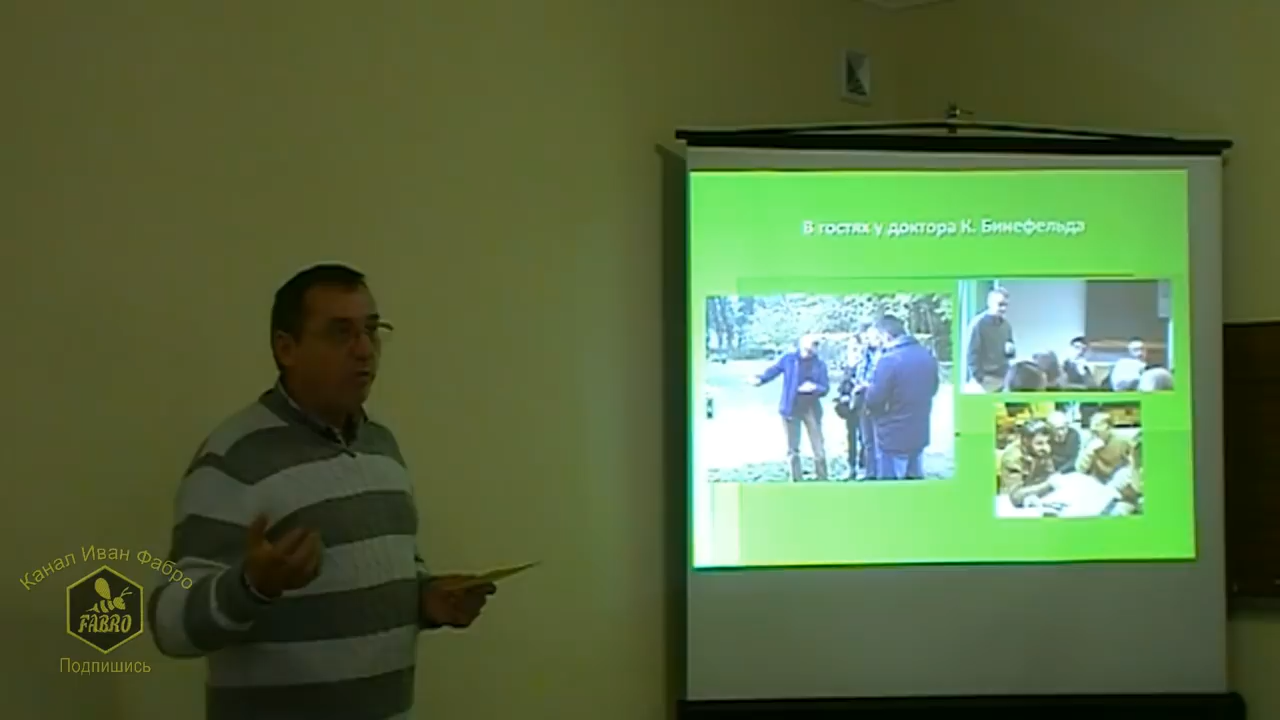 В гостях у доктора К. Бинефельда
Канал Иван Фабро
FABRO
Подпишись